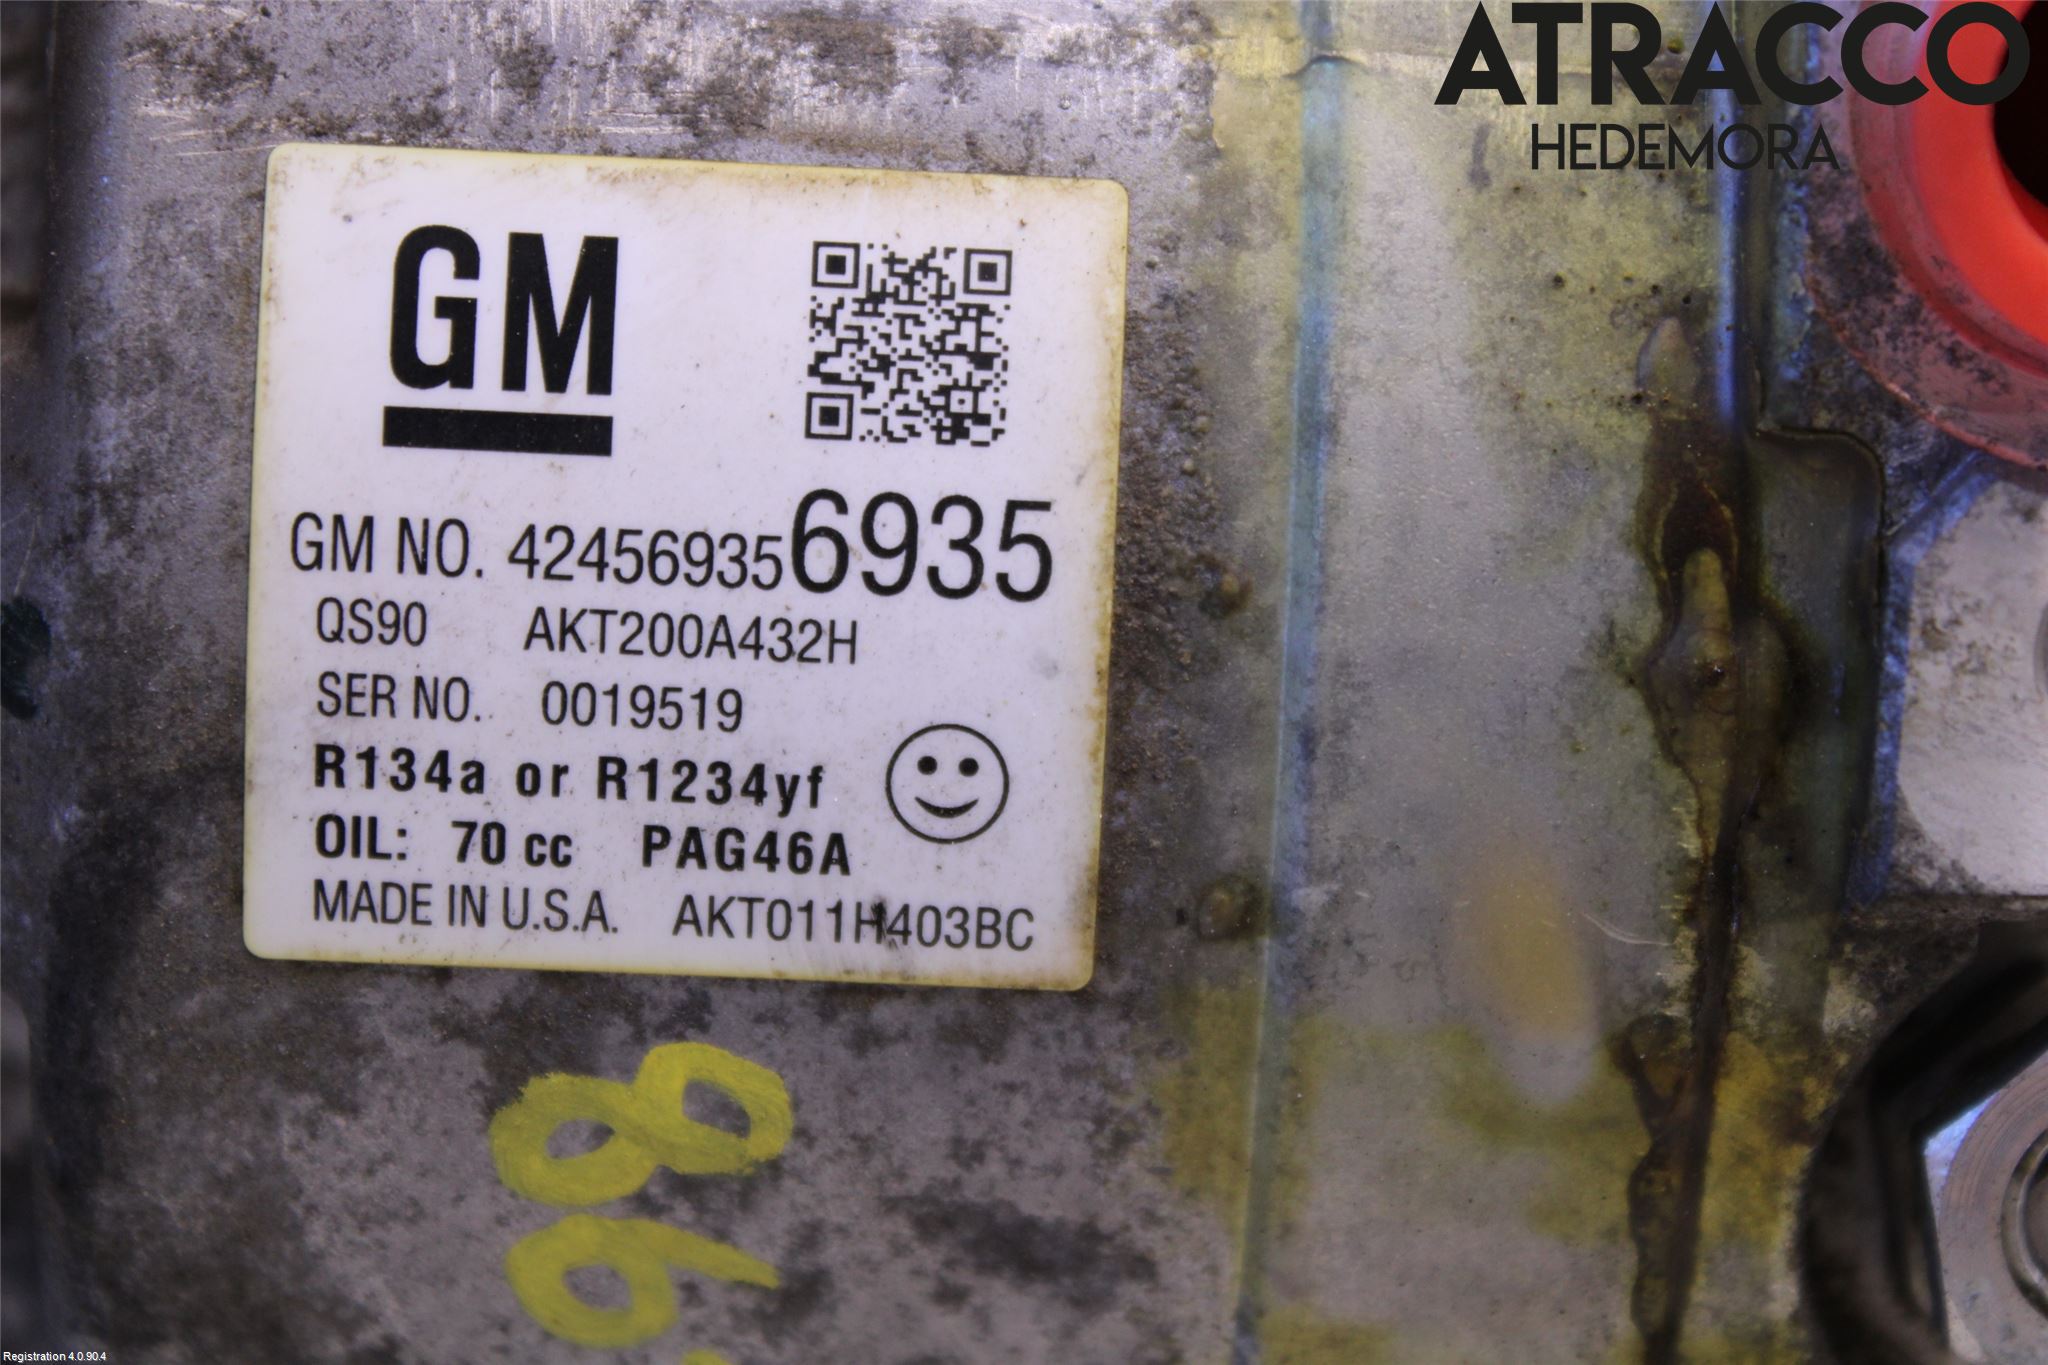 ATRACCO
HEDEMORA
GM
GM NO. 42456935 6935
QS90 AKT200A432H
SER NO. 0019519
R134a or R1234yf
OIL: 70 cc PAG46A
MADE IN U.S.A. AKT011H403BC
Registration 4.0.90.4